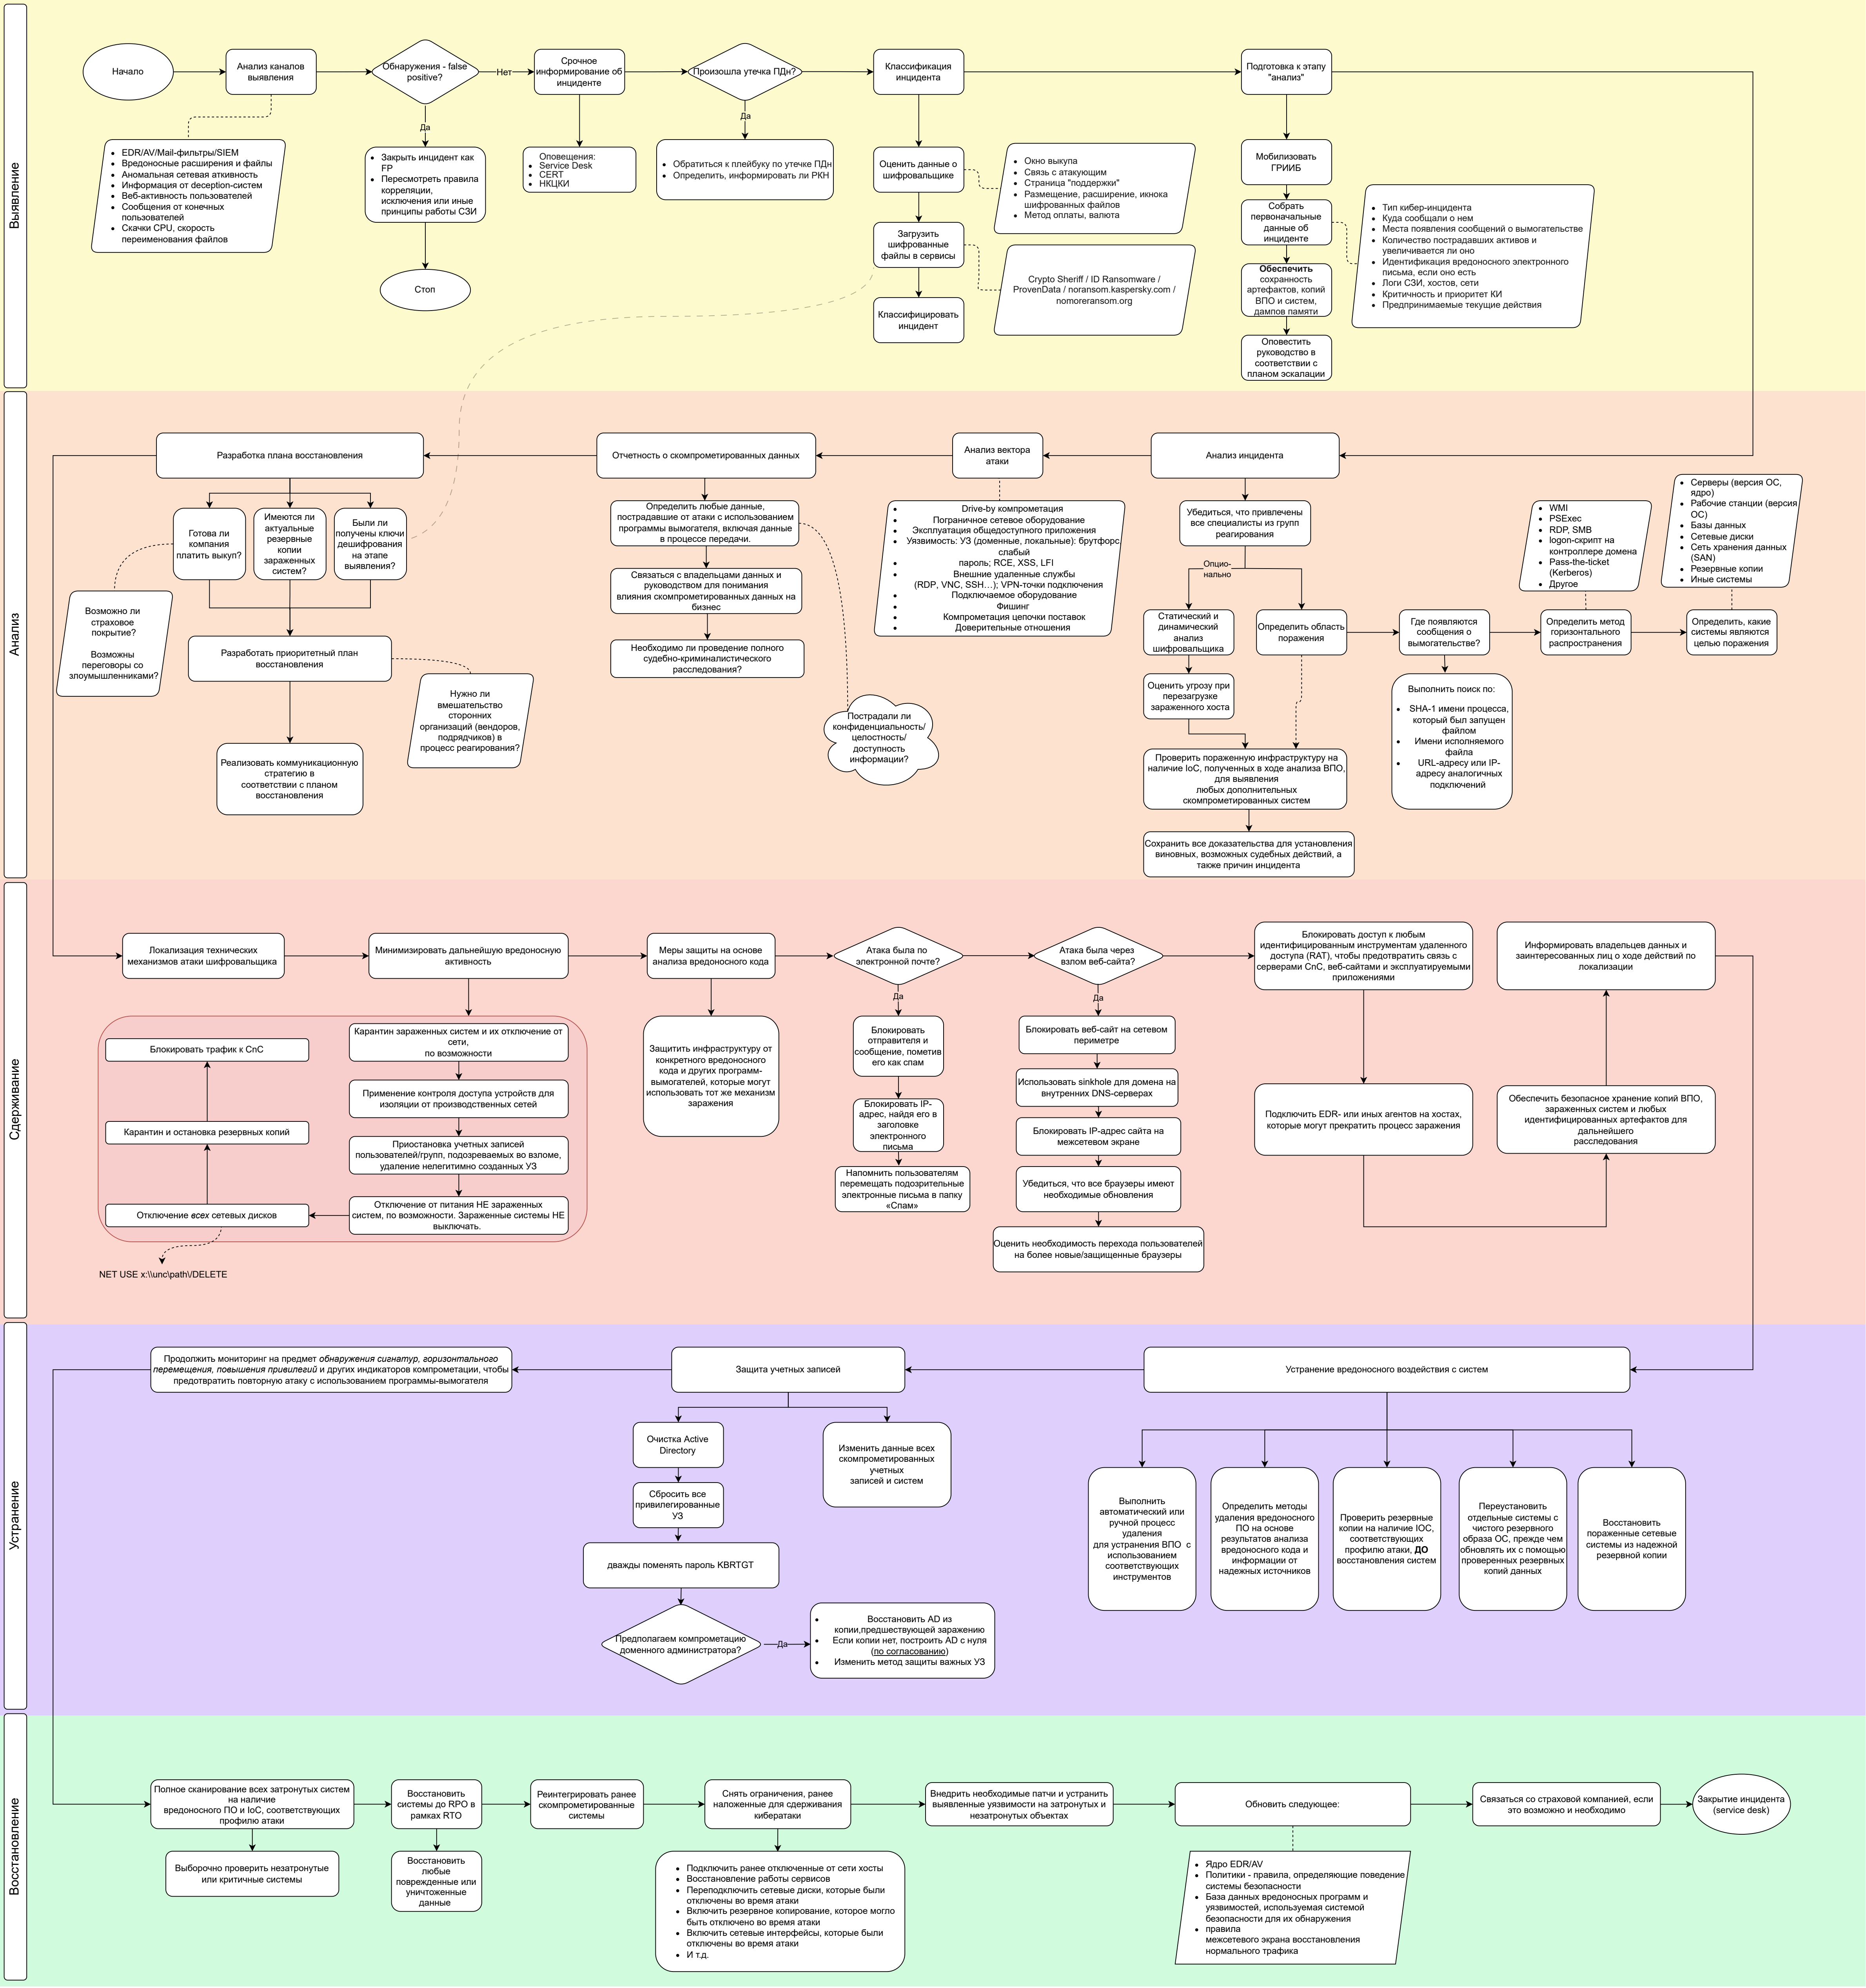 Выявление
Начало
Анализ каналов
выявления
Обнаружения - false
positive?
Нет
Срочное
информирование об
инциденте
Произошла утечка ПДн?
Классификация
инцидента
Подготовка к этапу
"анализ"
Да
Да
• EDR/AV/Mail-фильтры/SIEM
• Вредоносные расширения и файлы
• Аномальная сетевая аткивность
• Информация от deception-систем
• Веб-активность пользователей
• Сообщения от конечных
пользователей
• Скачки CPU, скорость
переименования файлов
• Закрыть инцидент как
FP
• Пересмотреть правила
корреляции,
исключения или иные
принципы работы СЗИ
Стоп
Оповещения:
• Service Desk
• CERT
• НКЦКИ
• Обратиться к плейбуку по утечке ПДн
• Определить, информировать ли РКН
Оценить данные о
шифровальщике
• Окно выкупа
• Связь с атакующим
• Страница "поддержки"
• Размещение, расширение, икнока
шифрованных файлов
• Метод оплаты, валюта
Загрузить
шифрованные
файлы в сервисы
Crypto Sheriff / ID Ransomware /
ProvenData / noransom.kaspersky.com /
nomoreransom.org
Классифицировать
инцидент
Мобилизовать
ГРИИБ
Собрать
первоначальные
данные об
инциденте
• Тип кибер-инцидента
• Куда сообщали о нем
• Места появления сообщений о вымогательстве
• Количество пострадавших активов и
увеличивается ли оно
• Идентификация вредоносного электронного
письма, если оно есть
• Логи СЗИ, хостов, сети
• Критичность и приоритет КИ
• Предпринимаемые текущие действия
Обеспечить
сохранность
артефактов, копий
ВПО и систем,
дампов памяти
Оповестить
руководство в
соответствии с
планом эскалации
Анализ
Разработка плана восстановления
Отчетность о скомпрометированных данных
Анализ вектора
атаки
Анализ инцидента
Готова ли
компания
платить выкуп?
Имеются ли
актуальные
резервные
копии
зараженных
систем?
Были ли
получены ключи
дешифрования
на этапе
выявления?
Возможно ли
страховое
покрытие?
Возможны
переговоры со
злоумышленниками?
Разработать приоритетный план
восстановления
Нужно ли
вмешательство
сторонних
организаций (вендоров,
подрядчиков) в
процесс реагирования?
Реализовать коммуникационную
стратегию в
соответствии с планом
восстановления
Определить любые данные,
пострадавшие от атаки с использованием
программы вымогателя, включая данные
в процессе передачи.
Связаться с владельцами данных и
руководством для понимания
влияния скомпрометированных данных на
бизнес
Необходимо ли проведение полного
судебно-криминалистического
расследования?
Пострадали ли
конфиденциальность/
целостность/
доступность
информации?
• Drive-by компрометация
• Пограничное сетевое оборудование
• Эксплуатация общедоступного приложения
• Уязвимость: УЗ (доменные, локальные): брутфорс,
слабый
• пароль; RCE, XSS, LFI
• Внешние удаленные службы
(RDP, VNC, SSH…); VPN-точки подключения
• Подключаемое оборудование
• Фишинг
• Компрометация цепочки поставок
• Доверительные отношения
Убедиться, что привлечены
все специалисты из групп
реагирования
Опцио-
нально
Статический и
динамический
анализ
шифровальщика
Определить область
поражения
Где появляются
сообщения о
вымогательстве?
Определить метод
горизонтального
распространения
Определить, какие
системы являются
целью поражения
• WMI
• PSExec
• RDP, SMB
• logon-скрипт на
контроллере домена
• Pass-the-ticket
(Kerberos)
• Другое
• Серверы (версия ОС,
ядро)
• Рабочие станции (версия
ОС)
• Базы данных
• Сетевые диски
• Сеть хранения данных
(SAN)
• Резервные копии
• Иные системы
Оценить угрозу при
перезагрузке
зараженного хоста
Выполнить поиск по:
• SHA-1 имени процесса,
который был запущен
файлом
• Имени исполняемого
файла
• URL-адресу или IP-
адресу аналогичных
подключений
Проверить пораженную инфраструктуру на
наличие IoC, полученных в ходе анализа ВПО,
для выявления
любых дополнительных
скомпрометированных систем
Сохранить все доказательства для установления
виновных, возможных судебных действий, а
также причин инцидента
Сдерживание
Локализация технических
механизмов атаки шифровальщика
Минимизировать дальнейшую вредоносную
активность
Меры защиты на основе
анализа вредоносного кода
Атака была по
электронной почте?
Атака была через
взлом веб-сайта?
Блокировать доступ к любым
идентифицированным инструментам удаленного
доступа (RAT), чтобы предотвратить связь с
серверами CnC, веб-сайтами и эксплуатируемыми
приложениями
Информировать владельцев данных и
заинтересованных лиц о ходе действий по
локализации
Да
Да
Блокировать трафик к CnC
Карантин и остановка резервных копий
Отключение всех сетевых дисков
NET USE x:\\unc\path\/DELETE
Карантин зараженных систем и их отключение от
сети,
по возможности
Применение контроля доступа устройств для
изоляции от производственных сетей
Приостановка учетных записей
пользователей/групп, подозреваемых во взломе,
удаление нелегитимно созданных УЗ
Отключение от питания НЕ зараженных
систем, по возможности. Зараженные системы НЕ
выключать.
Защитить инфраструктуру от
конкретного вредоносного
кода и других программ-
вымогателей, которые могут
использовать тот же механизм
заражения
Блокировать
отправителя и
сообщение, пометив
его как спам
Блокировать IP-
адрес, найдя его в
заголовке
электронного
письма
Напомнить пользователям
перемещать подозрительные
электронные письма в папку
«Спам»
Блокировать веб-сайт на сетевом
периметре
Использовать sinkhole для домена на
внутренних DNS-серверах
Блокировать IP-адрес сайта на
межсетевом экране
Убедиться, что все браузеры имеют
необходимые обновления
Оценить необходимость перехода пользователей
на более новые/защищенные браузеры
Подключить EDR- или иных агентов на хостах,
которые могут прекратить процесс заражения
Обеспечить безопасное хранение копий ВПО,
зараженных систем и любых
идентифицированных артефактов для
дальнейшего
расследования
Устранение
Продолжить мониторинг на предмет обнаружения сигнатур, горизонтального
перемещения, повышения привилегий и других индикаторов компрометации, чтобы
предотвратить повторную атаку с использованием программы-вымогателя
Защита учетных записей
Устранение вредоносного воздействия с систем
Очистка Active
Directory
Изменить данные всех
скомпрометированных
учетных
записей и систем
Сбросить все
привилегированные
УЗ
дважды поменять пароль KBRTGT
Предполагаем компрометацию
доменного администратора?
Да
• Восстановить AD из
копии,предшествующей заражению
• Если копии нет, построить AD с нуля
(по согласованию)
• Изменить метод защиты важных УЗ
Выполнить
автоматический или
ручной процесс
удаления
для устранения ВПО с
использованием
соответствующих
инструментов
Определить методы
удаления вредоносного
ПО на основе
результатов анализа
вредоносного кода и
информации от
надежных источников
Проверить резервные
копии на наличие IOC,
соответствующих
профилю атаки, ДО
восстановления систем
Переустановить
отдельные системы с
чистого резервного
образа ОС, прежде чем
обновлять их с помощью
проверенных резервных
копий данных
Восстановить
пораженные сетевые
системы из надежной
резервной копии
Восстановление
Полное сканирование всех затронутых систем
на наличие
вредоносного ПО и IoC, соответствующих
профилю атаки
Восстановить
системы до RPO в
рамках RTO
Реинтегрировать ранее
скомпрометированные
системы
Снять ограничения, ранее
наложенные для сдерживания
кибератаки
Внедрить необходимые патчи и устранить
выявленные уязвимости на затронутых и
незатронутых объектах
Обновить следующее:
Связаться со страховой компанией, если
это возможно и необходимо
Закрытие инцидента
(service desk)
Выборочно проверить незатронутые
или критичные системы
Восстановить
любые
поврежденные или
уничтоженные
данные
• Подключить ранее отключенные от сети хосты
• Восстановление работы сервисов
• Переподключить сетевые диски, которые были
отключены во время атаки
• Включить резервное копирование, которое могло
быть отключено во время атаки
• Включить сетевые интерфейсы, которые были
отключены во время атаки
• И т.д.
• Ядро EDR/AV
• Политики - правила, определяющие поведение
системы безопасности
• База данных вредоносных программ и
уязвимостей, используемая системой
безопасности для их обнаружения
• правила
межсетевого экрана восстановления
нормального трафика